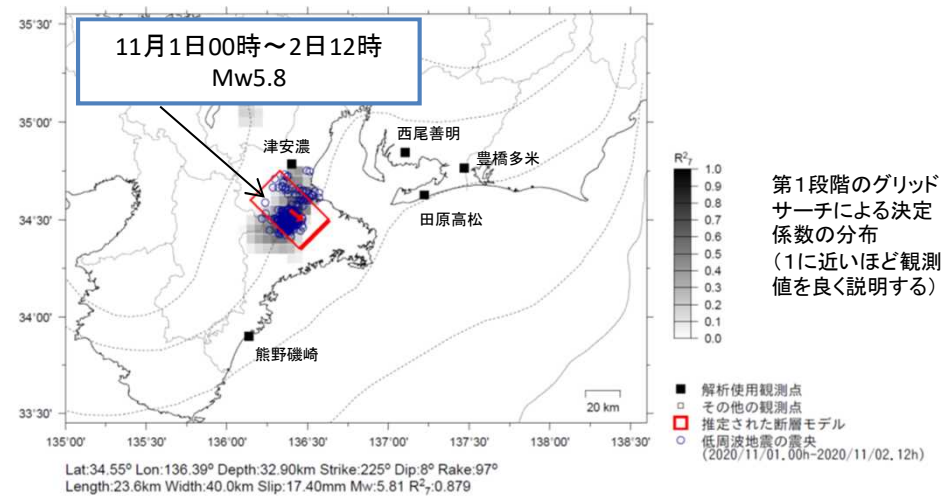 11月1日00時～2日12時
Mw5.8
35°30'
35°00'
34°30'
34°00'
33°30'
135°00'
135°30'
136°00'
136°30'
137°00'
137°30'
138°00'
138°30'
津安濃
西尾善明
豊橋多米
田原高松
熊野磯崎
20 km
R²₇
1.0
0.9
0.8
0.7
0.6
0.5
0.4
0.3
0.2
0.1
0.0
第１段階のグリッド
サーチによる決定
係数の分布
（１に近いほど観測
値を良く説明する）
解析使用観測点
その他の観測点
推定された断層モデル
低周波地震の震央
(2020/11/01.00h-2020/11/02.12h)
Lat:34.55° Lon:136.39° Depth:32.90km Strike:225° Dip:8° Rake:97°
Length:23.6km Width:40.0km Slip:17.40mm Mw:5.81 R²₇:0.879